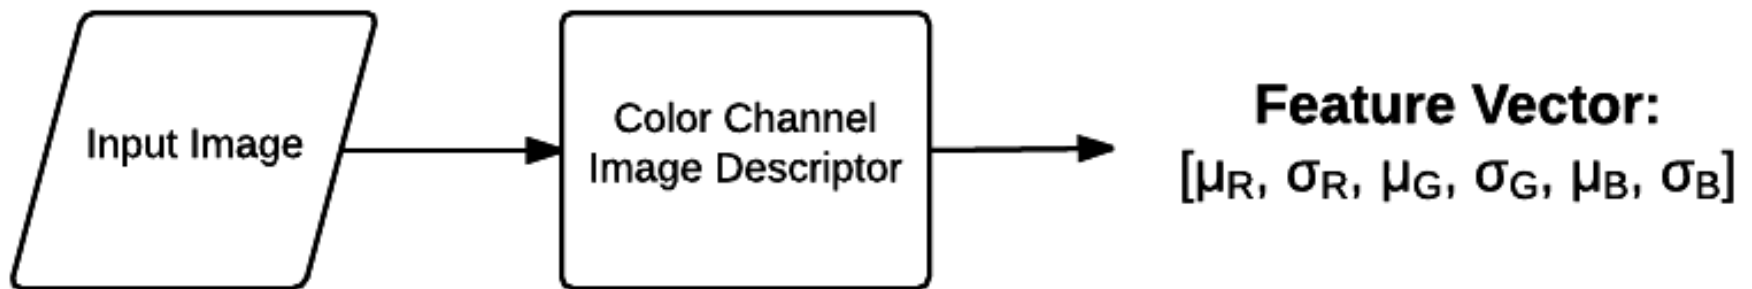 Input Image
Color Channel
Image Descriptor
Feature Vector:
[μR, σR, μG, σG, μB, σB]